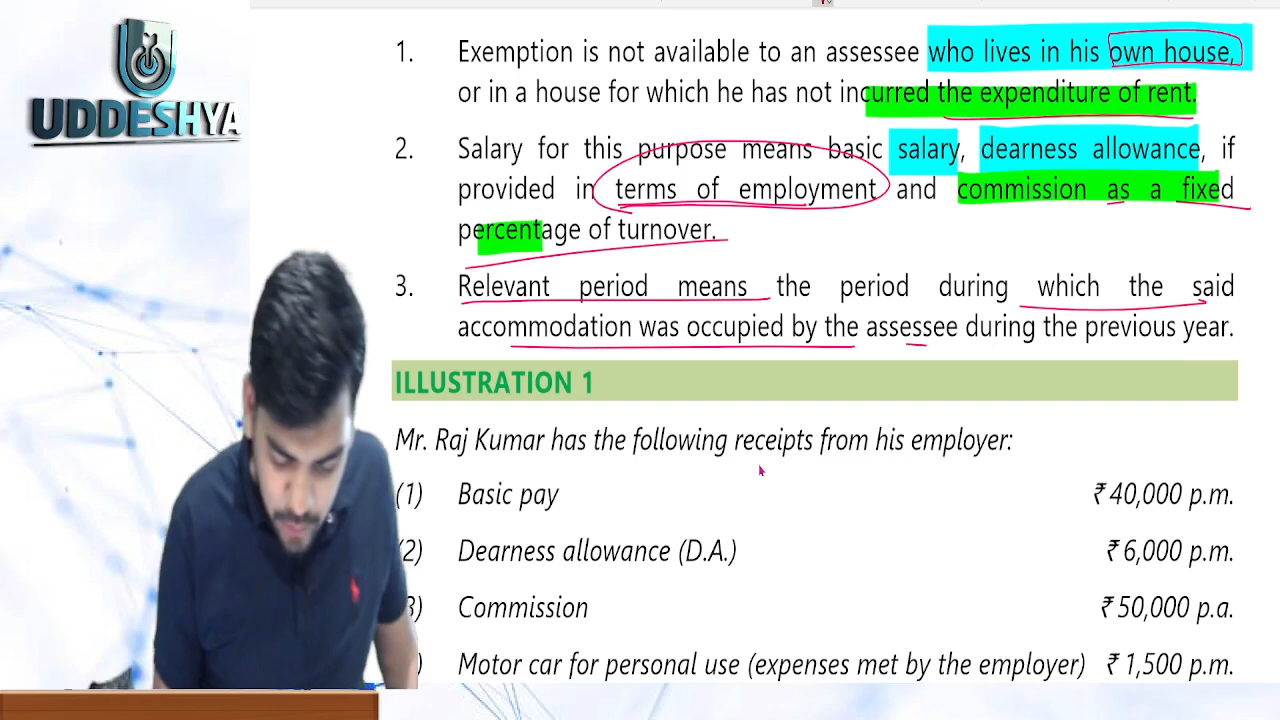 UDDESHYA
1. Exemption is not available to an assessee who lives in his own house,
or in a house for which he has not incurred the expenditure of rent.
2. Salary for this purpose means basic salary, dearness allowance, if
provided in terms of employment and commission as a fixed
percentage of turnover.
3. Relevant period means the period during which the said
accommodation was occupied by the assessee during the previous year.
ILLUSTRATION 1
Mr. Raj Kumar has the following receipts from his employer:
(1) Basic pay ₹ 40,000 p.m.
(2) Dearness allowance (D.A.) ₹ 6,000 p.m.
3) Commission ₹ 50,000 p.a.
) Motor car for personal use (expenses met by the employer) ₹ 1,500 p.m.